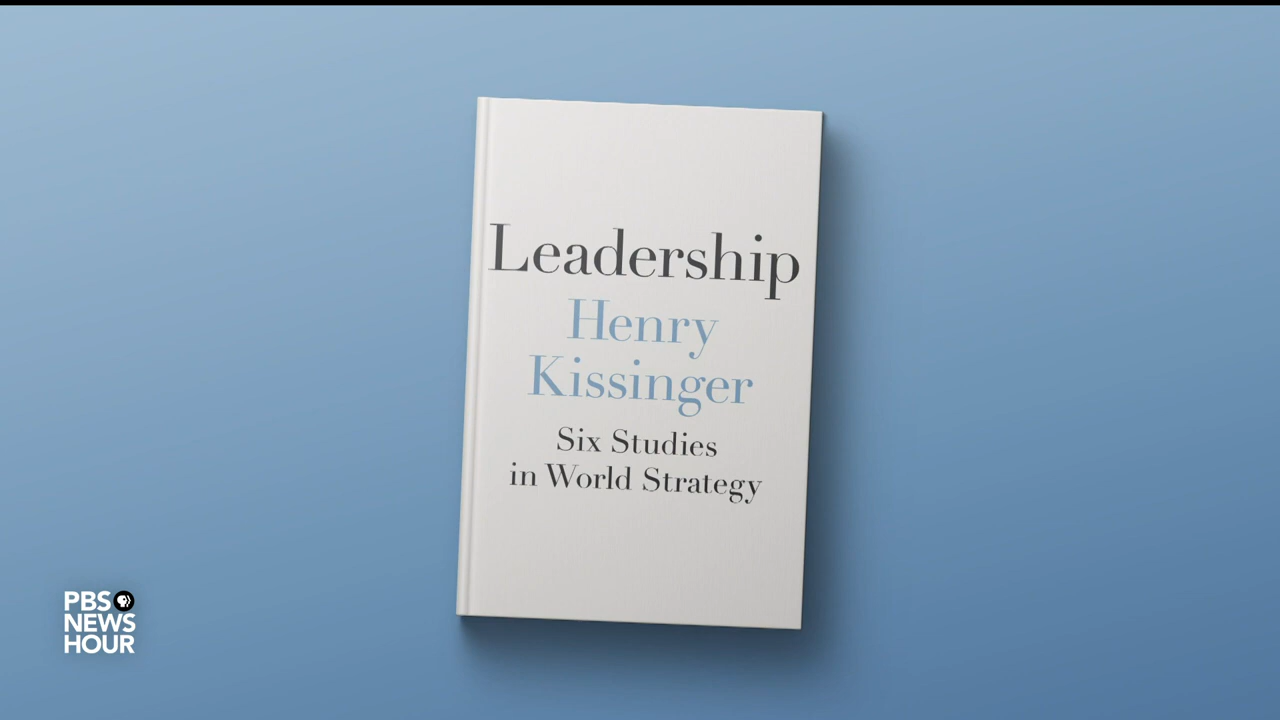 Leadership
Henry
Kissinger
Six Studies
in World Strategy
PBS
NEWS
HOUR